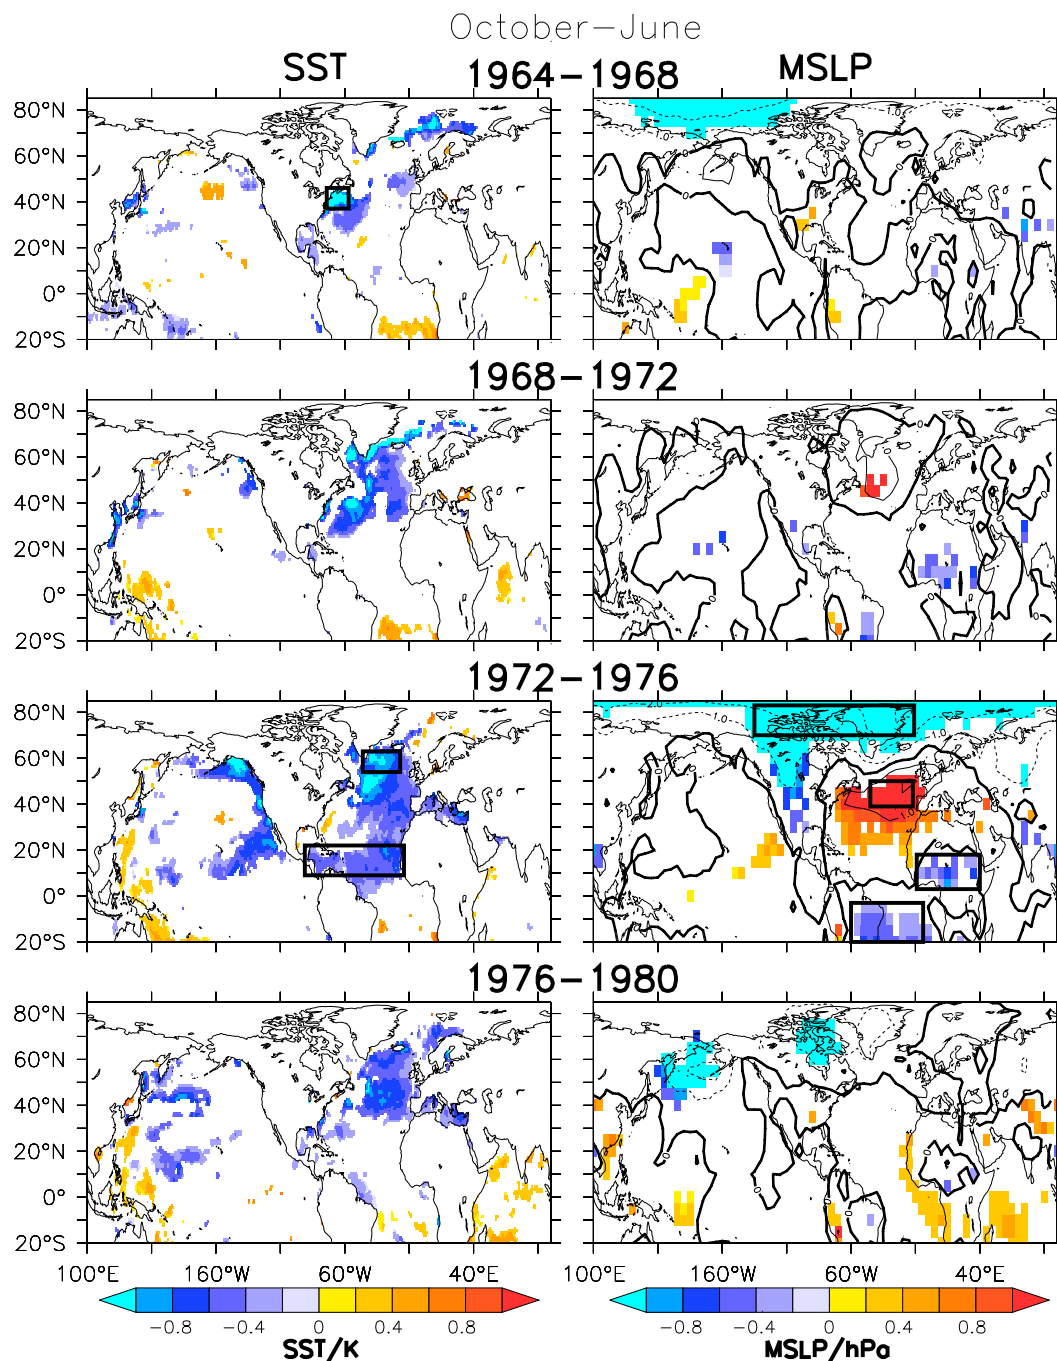 October–June
SST MSLP
1964–1968
80°N
60°N
40°N
20°N
0°
20°S
1968–1972
80°N
60°N
40°N
20°N
0°
20°S
1972–1976
80°N
60°N
40°N
20°N
0°
20°S
1976–1980
80°N
60°N
40°N
20°N
0°
20°S
100°E 160°W 60°W 40°E 100°E 160°W 60°W 40°E
−0.8 −0.4 0 0.4 0.8 −0.8 −0.4 0 0.4 0.8
SST/K MSLP/hPa